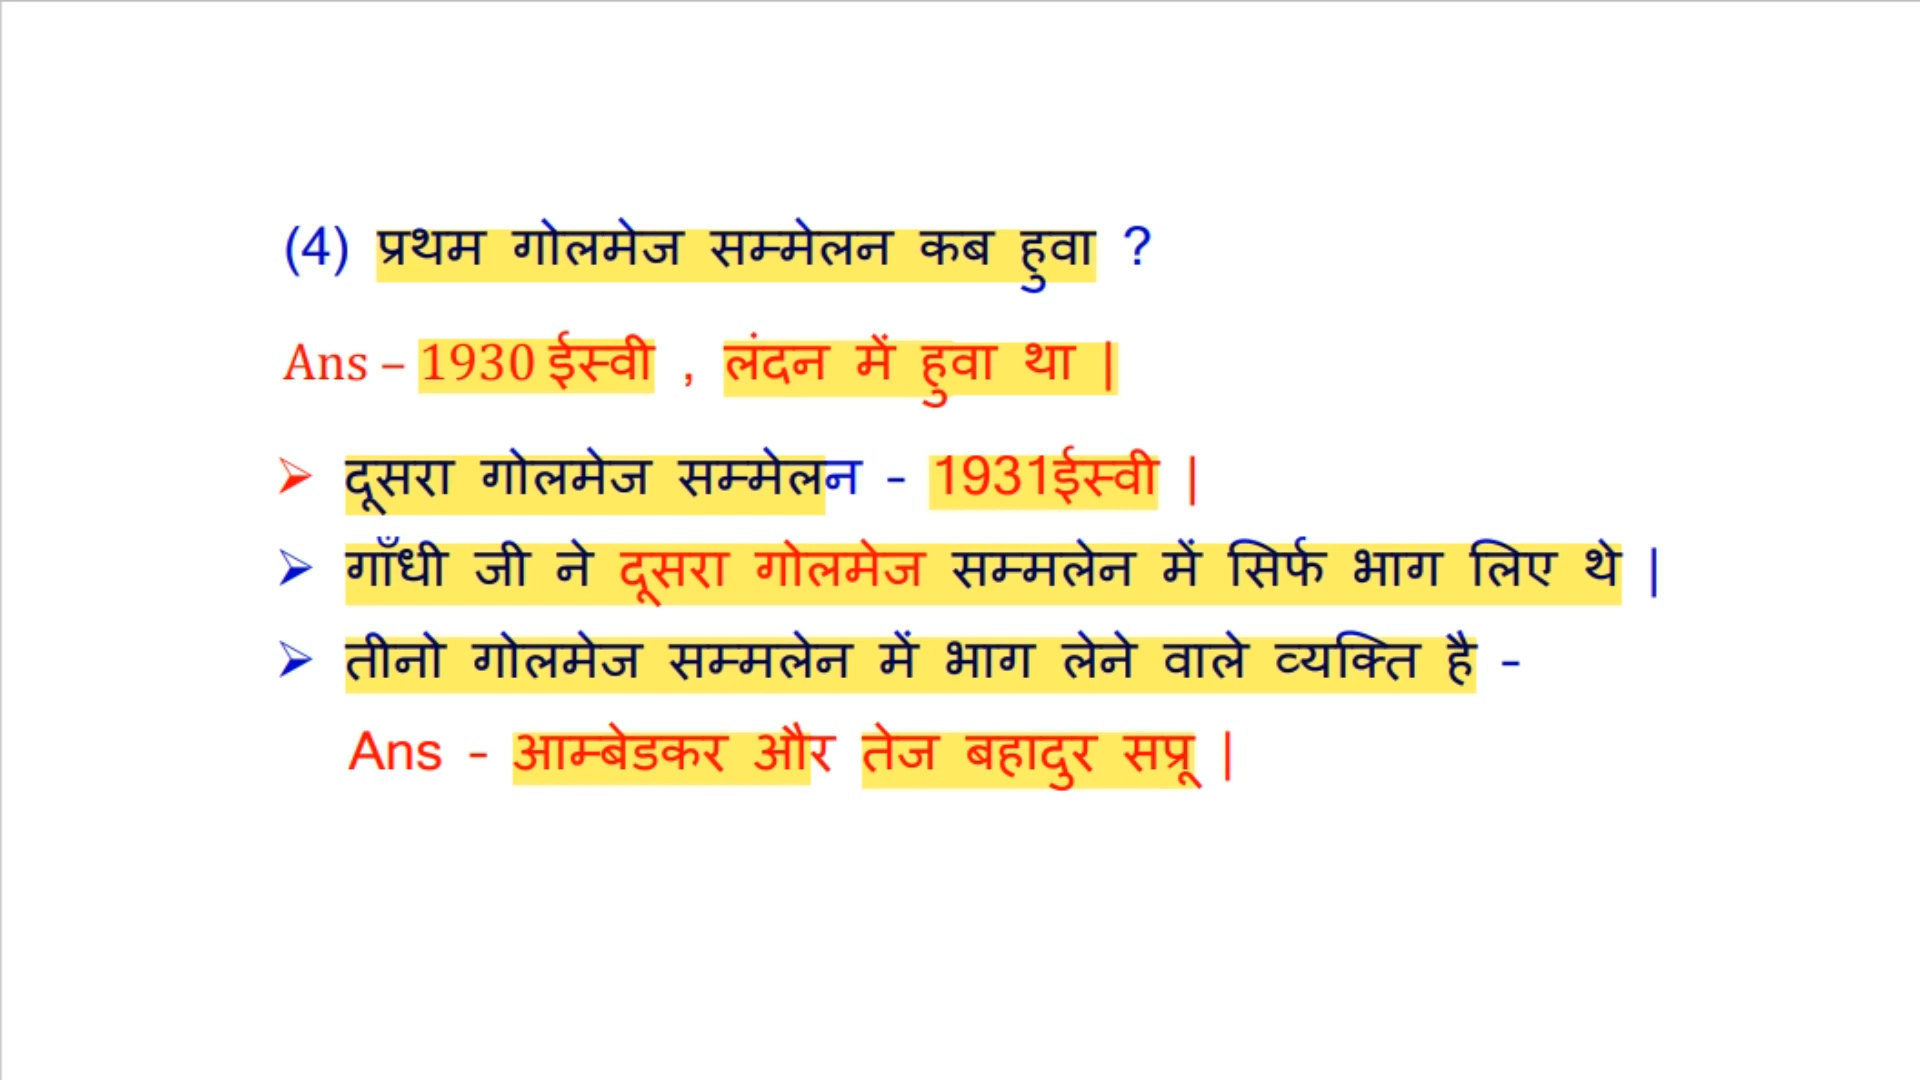 (4) प्रथम गोलमेज सम्मेलन कब हुवा ?
Ans – 1930 ईस्वी , लंदन में हुवा था |
➢ दूसरा गोलमेज सम्मेलन – 1931ईस्वी |
➢ गाँधी जी ने दूसरा गोलमेज सम्मलेन में सिर्फ भाग लिए थे |
➢ तीनो गोलमेज सम्मलेन में भाग लेने वाले व्यक्ति है –
Ans – आम्बेडकर और तेज बहादुर सप्रू |